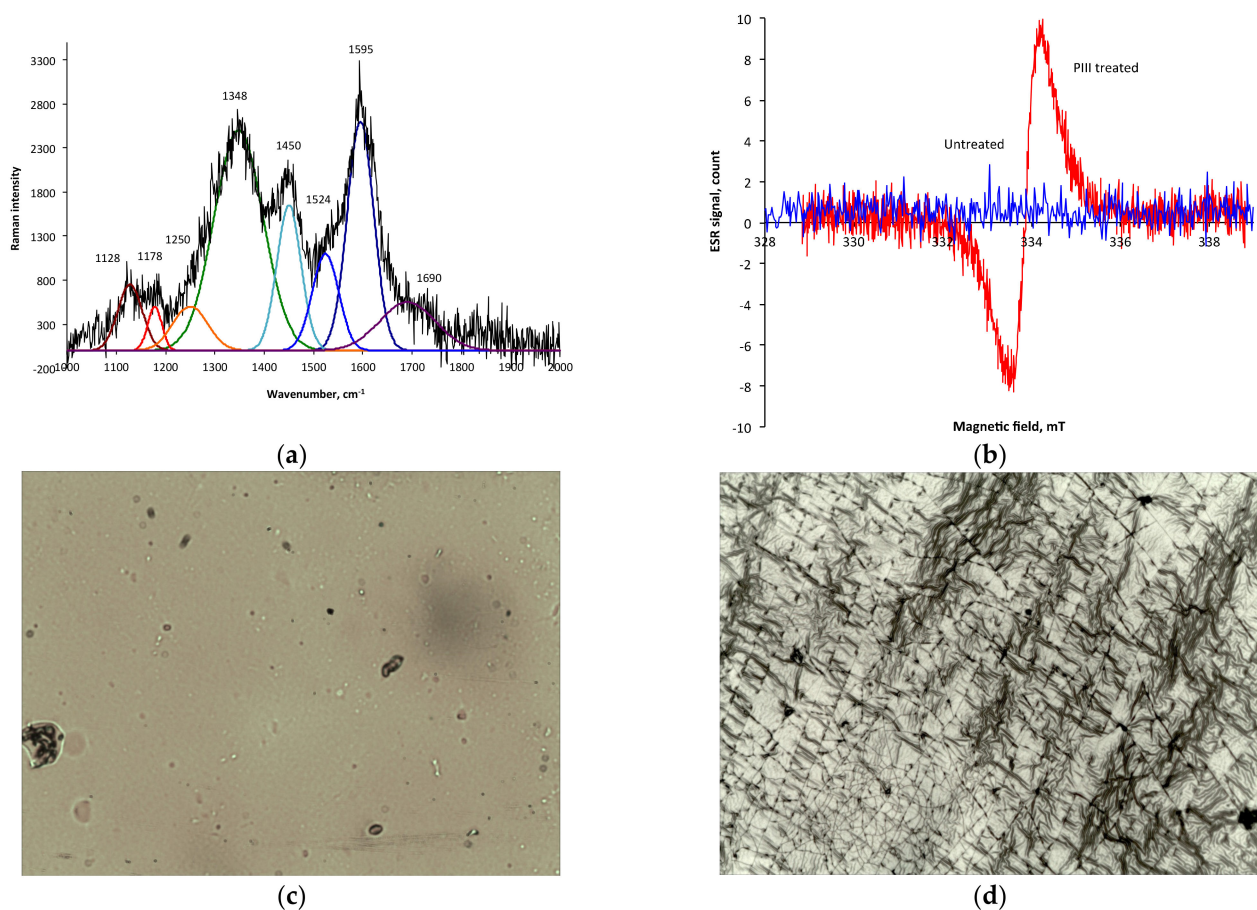 1595
1348
1450
1524
1250
1128
1178
1690
Raman intensity
3300
2800
2300
1800
1300
800
300
-200
1000 1100 1200 1300 1400 1500 1600 1700 1800 1900 2000
Wavenumber, cm⁻¹
(a)
10
8
6
4
2
0
-2
-4
-6
-8
-10
ESR signal, count
PIII treated
Untreated
328 330 332 334 336 338
Magnetic field, mT
(b)
(c)
(d)